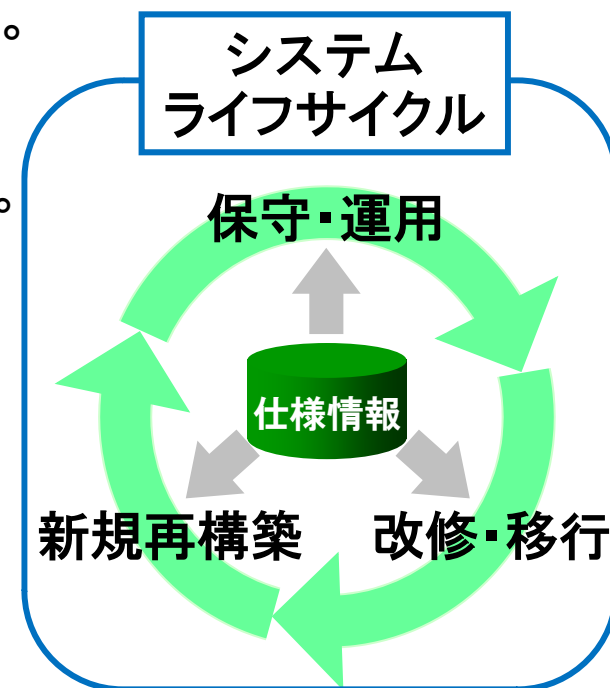 。
システム
ライフサイクル
。
保守・運用
仕様情報
新規再構築
改修・移行